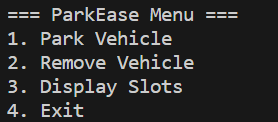 === ParkEase Menu ===
1. Park Vehicle
2. Remove Vehicle
3. Display Slots
4. Exit